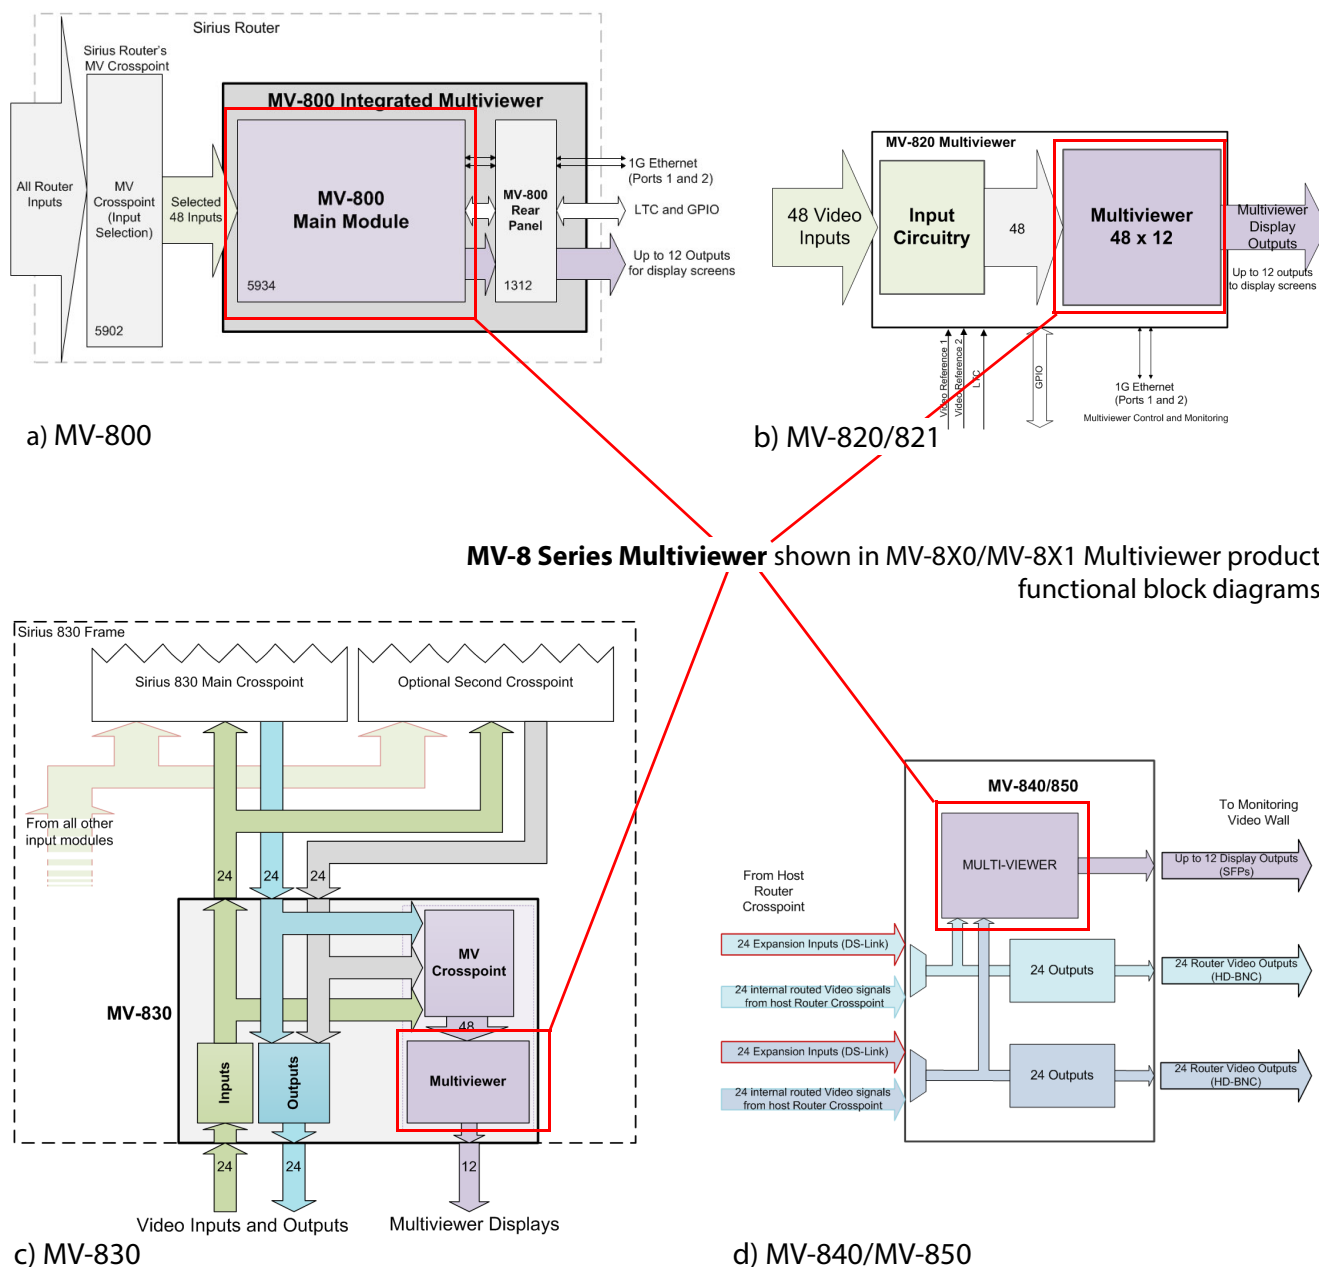 Sirius Router
Sirius Router's
MV Crosspoint
MV-800 Integrated Multiviewer
All Router
Inputs
MV
Crosspoint
(Input
Selection)
5902
Selected
48 Inputs
MV-800
Main Module
5934
MV-800
Rear
Panel
1312
1G Ethernet
(Ports 1 and 2)
LTC and GPIO
Up to 12 Outputs
for display screens
a) MV-800
MV-820 Multiviewer
48 Video
Inputs
Input
Circuitry
48
Multiviewer
48 x 12
Multiviewer
Display
Outputs
Up to 12 outputs
to display screens
Video Reference 1
Video Reference 2
LTC
GPIO
1G Ethernet
(Ports 1 and 2)
Multiviewer Control and Monitoring
b) MV-820/821
MV-8 Series Multiviewer shown in MV-8X0/MV-8X1 Multiviewer product
functional block diagrams
Sirius 830 Frame
Sirius 830 Main Crosspoint
Optional Second Crosspoint
From all other
input modules
24
24
24
MV
Crosspoint
MV-830
48
Inputs
Outputs
Multiviewer
24
24
12
Video Inputs and Outputs
Multiviewer Displays
c) MV-830
MV-840/850
To Monitoring
Video Wall
MULTI-VIEWER
Up to 12 Display Outputs
(SFPs)
From Host
Router
Crosspoint
24 Expansion Inputs (DS-Link)
24 Outputs
24 Router Video Outputs
(HD-BNC)
24 internal routed Video signals
from host Router Crosspoint
24 Expansion Inputs (DS-Link)
24 Outputs
24 Router Video Outputs
(HD-BNC)
24 internal routed Video signals
from host Router Crosspoint
d) MV-840/MV-850